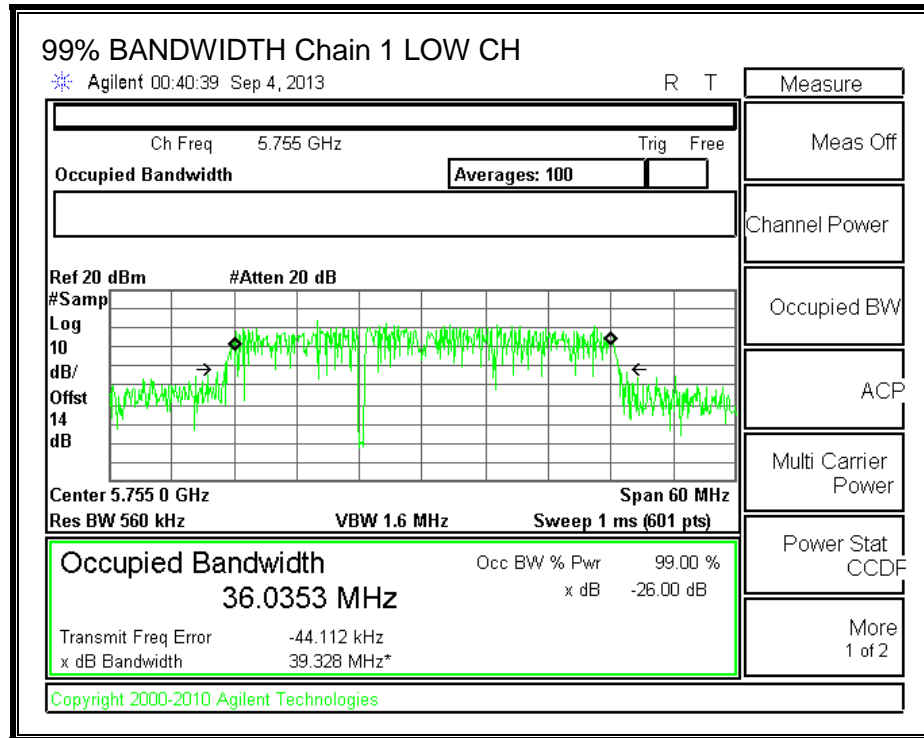 99% BANDWIDTH Chain 1 LOW CH
Agilent 00:40:39 Sep 4, 2013 R T
Measure
Ch Freq 5.755 GHz Trig Free
Meas Off
Occupied Bandwidth Averages: 100
Channel Power
Ref 20 dBm #Atten 20 dB
#Samp
Log
10
dB/
Offst
14
dB
Occupied BW
ACP
Multi Carrier
Power
Center 5.755 0 GHz Span 60 MHz
Res BW 560 kHz VBW 1.6 MHz Sweep 1 ms (601 pts)
Power Stat
CCDF
Occupied Bandwidth Occ BW % Pwr 99.00 %
36.0353 MHz x dB -26.00 dB
Transmit Freq Error -44.112 kHz
x dB Bandwidth 39.328 MHz*
More
1 of 2
Copyright 2000-2010 Agilent Technologies